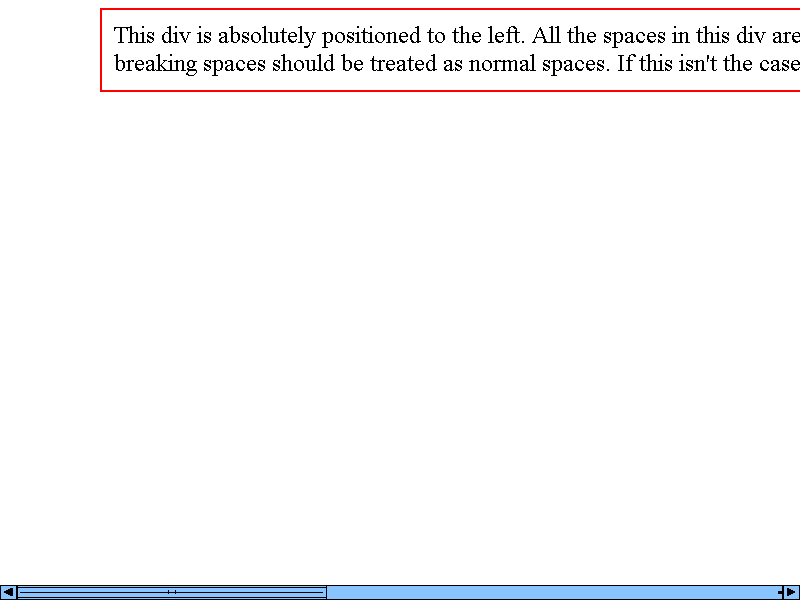 This div is absolutely positioned to the left. All the spaces in this div are
breaking spaces should be treated as normal spaces. If this isn't the case